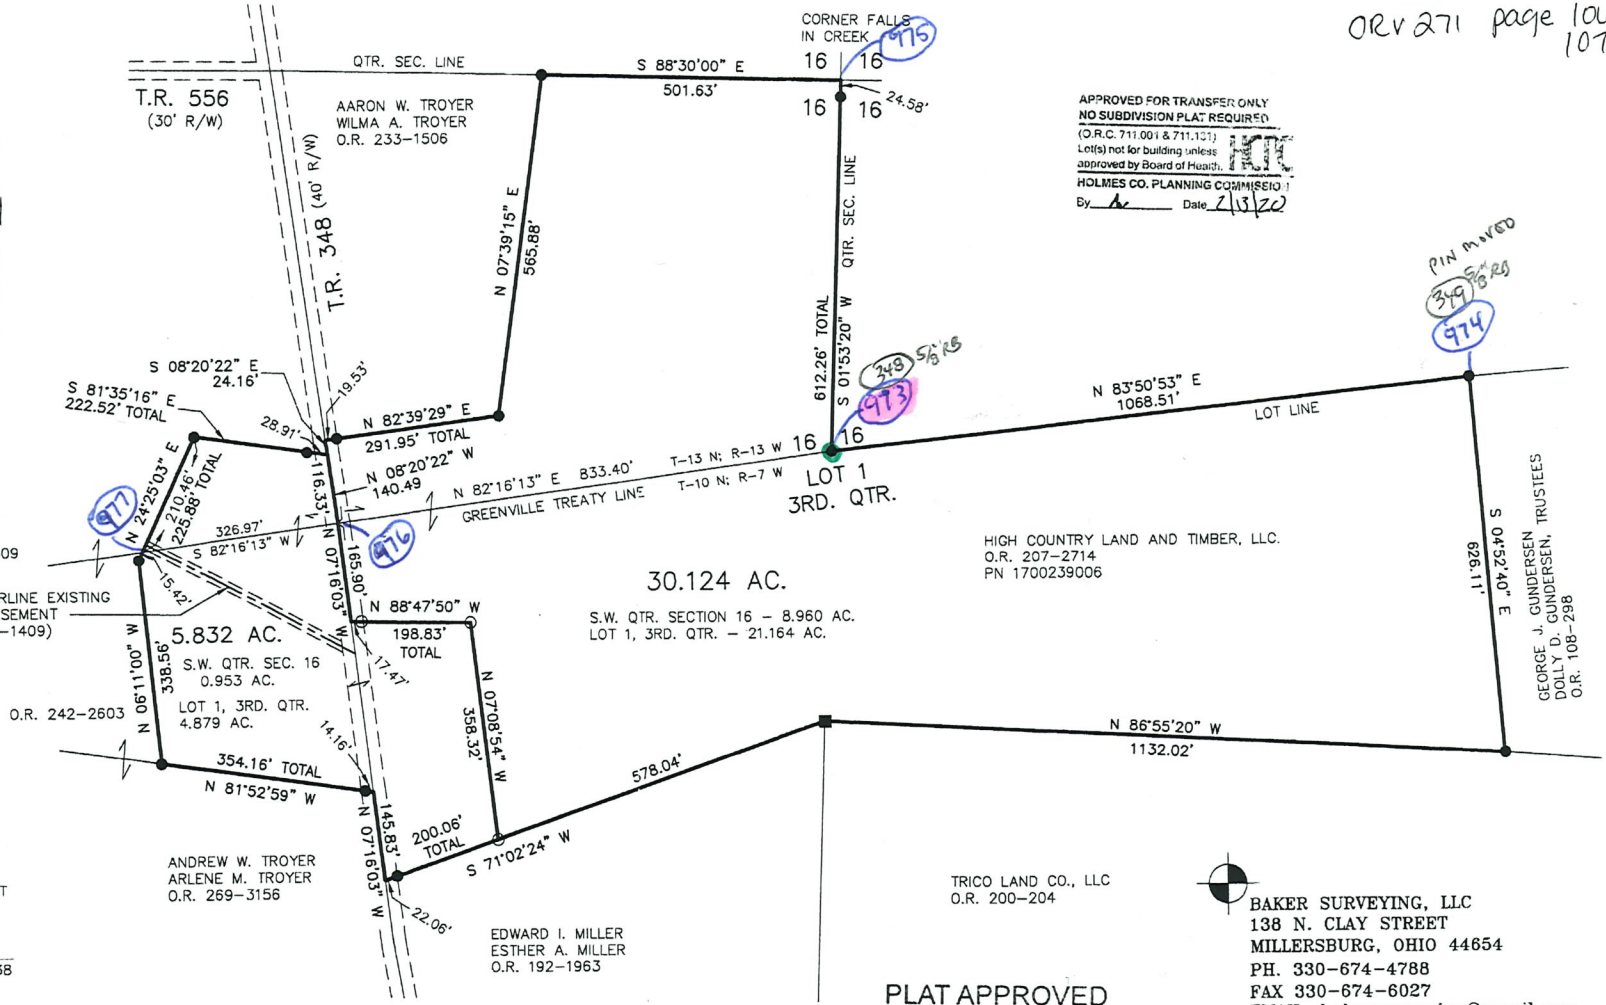 ORV 271 page 10
107
CORNER FALLS
IN CREEK
975
QTR. SEC. LINE
S 88°30'00" E
501.63'
16 16
16 16
24.58'
T.R. 556
(30' R/W)
AARON W. TROYER
WILMA A. TROYER
O.R. 233-1506
APPROVED FOR TRANSFER ONLY
NO SUBDIVISION PLAT REQUIRED
(O.R.C. 711.001 & 711.131)
Lot(s) not for building unless
approved by Board of Health.
HCPC
HOLMES CO. PLANNING COMMISSION
By Date 2/13/20
T.R. 348 (40' R/W)
N 07°39'15" E
565.88'
QTR. SEC. LINE
612.26' TOTAL
S 01°53'20" W
PIN MOVED
349 5/8" RB
974
348 5/8" RB
973
S 08°20'22" E
24.16'
19.53'
S 81°35'16" E
222.52' TOTAL
28.91'
N 82°39'29" E
291.95' TOTAL
N 83°50'53" E
1068.51'
LOT LINE
16 16
T-13 N; R-13 W
T-10 N; R-7 W
LOT 1
3RD. QTR.
N 08°20'22" W
140.49
116.33'
N 82°16'13" E 833.40'
GREENVILLE TREATY LINE
N 24°25'03" E
210.46'
225.88' TOTAL
977
976
326.97'
S 82°16'13" W
09
15.42'
N 07°16'03" W
165.90'
HIGH COUNTRY LAND AND TIMBER, LLC.
O.R. 207-2714
PN 1700239006
S 04°52'40" E
626.11'
GEORGE J. GUNDERSEN
DOLLY D. GUNDERSEN, TRUSTEES
O.R. 108-298
30.124 AC.
S.W. QTR. SECTION 16 - 8.960 AC.
LOT 1, 3RD. QTR. - 21.164 AC.
RLINE EXISTING
SEMENT
-1409)
N 88°47'50" W
198.83'
TOTAL
17.47'
5.832 AC.
S.W. QTR. SEC. 16
0.953 AC.
LOT 1, 3RD. QTR.
4.879 AC.
N 06°11'00" W
338.56'
O.R. 242-2603
14.16'
N 07°08'54" W
358.32'
354.16' TOTAL
N 81°52'59" W
N 86°55'20" W
1132.02'
578.04'
N 07°16'03" W
145.83'
200.06'
TOTAL
S 71°02'24" W
22.06'
ANDREW W. TROYER
ARLENE M. TROYER
O.R. 269-3156
T
38
EDWARD I. MILLER
ESTHER A. MILLER
O.R. 192-1963
TRICO LAND CO., LLC
O.R. 200-204
BAKER SURVEYING, LLC
138 N. CLAY STREET
MILLERSBURG, OHIO 44654
PH. 330-674-4788
FAX 330-674-6027
PLAT APPROVED